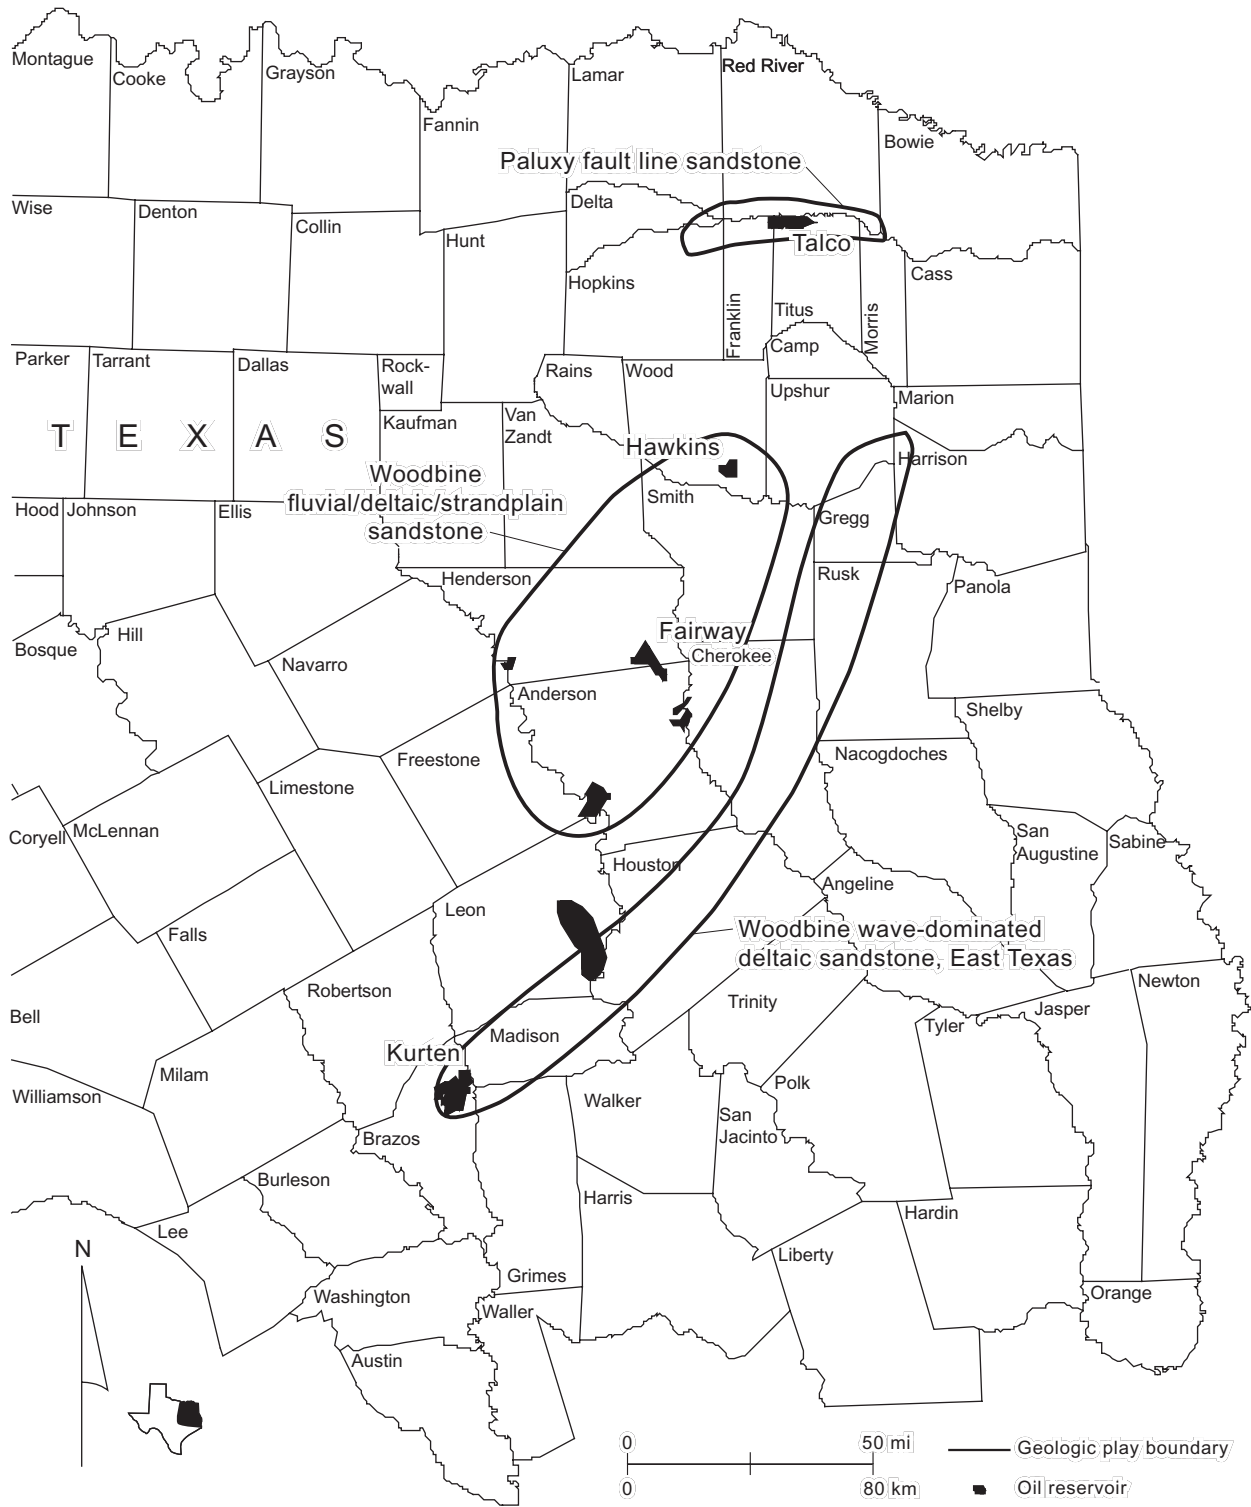 Montague
Cooke
Grayson
Lamar
Red River
Fannin
Bowie
Paluxy fault line sandstone
Wise
Denton
Collin
Hunt
Delta
Talco
Hopkins
Cass
Franklin
Titus
Morris
Camp
Parker
Tarrant
Dallas
Rock-
wall
Rains
Wood
Upshur
Marion
Kaufman
Van
Zandt
T E X A S
Hawkins
Harrison
Woodbine
fluvial/deltaic/strandplain
sandstone
Smith
Gregg
Hood
Johnson
Ellis
Henderson
Rusk
Panola
Bosque
Hill
Navarro
Fairway
Cherokee
Anderson
Shelby
Freestone
Nacogdoches
Limestone
Coryell
McLennan
San
Augustine
Sabine
Houston
Angeline
Leon
Falls
Woodbine wave-dominated
deltaic sandstone, East Texas
Robertson
Bell
Trinity
Newton
Jasper
Tyler
Madison
Kurten
Milam
Williamson
Polk
Walker
San
Jacinto
Brazos
Burleson
Harris
Hardin
Lee
N
Liberty
Grimes
Washington
Waller
Orange
Austin
0 50 mi
0 80 km
Geologic play boundary
Oil reservoir